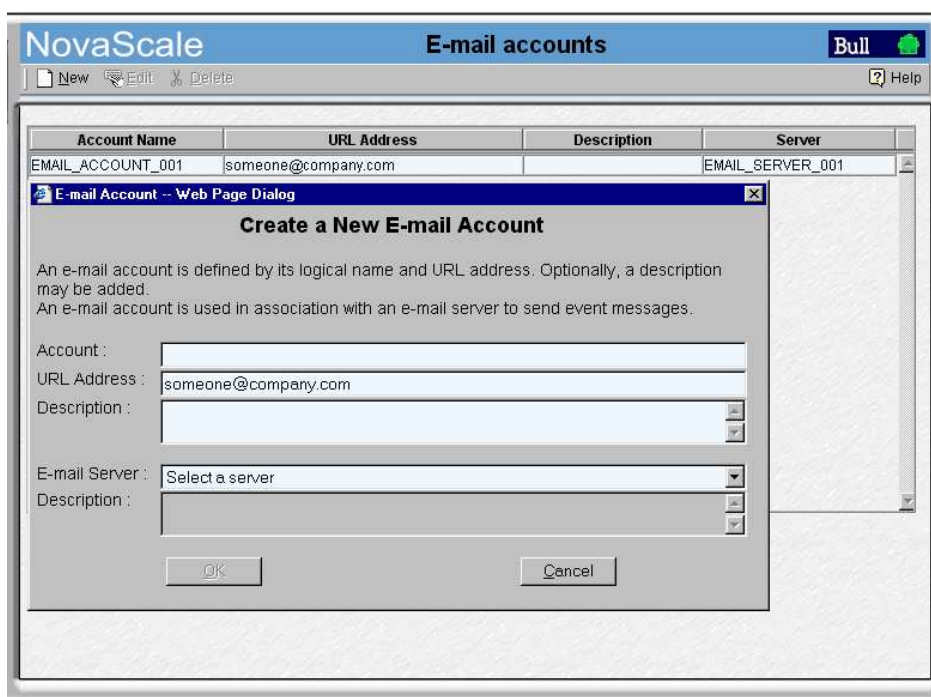 NovaScale E-mail accounts Bull
New Edit Delete Help
Account Name URL Address Description Server
EMAIL_ACCOUNT_001 someone@company.com EMAIL_SERVER_001
E-mail Account -- Web Page Dialog
Create a New E-mail Account
An e-mail account is defined by its logical name and URL address. Optionally, a description
may be added.
An e-mail account is used in association with an e-mail server to send event messages.
Account :
URL Address : someone@company.com
Description :
E-mail Server : Select a server
Description :
OK Cancel